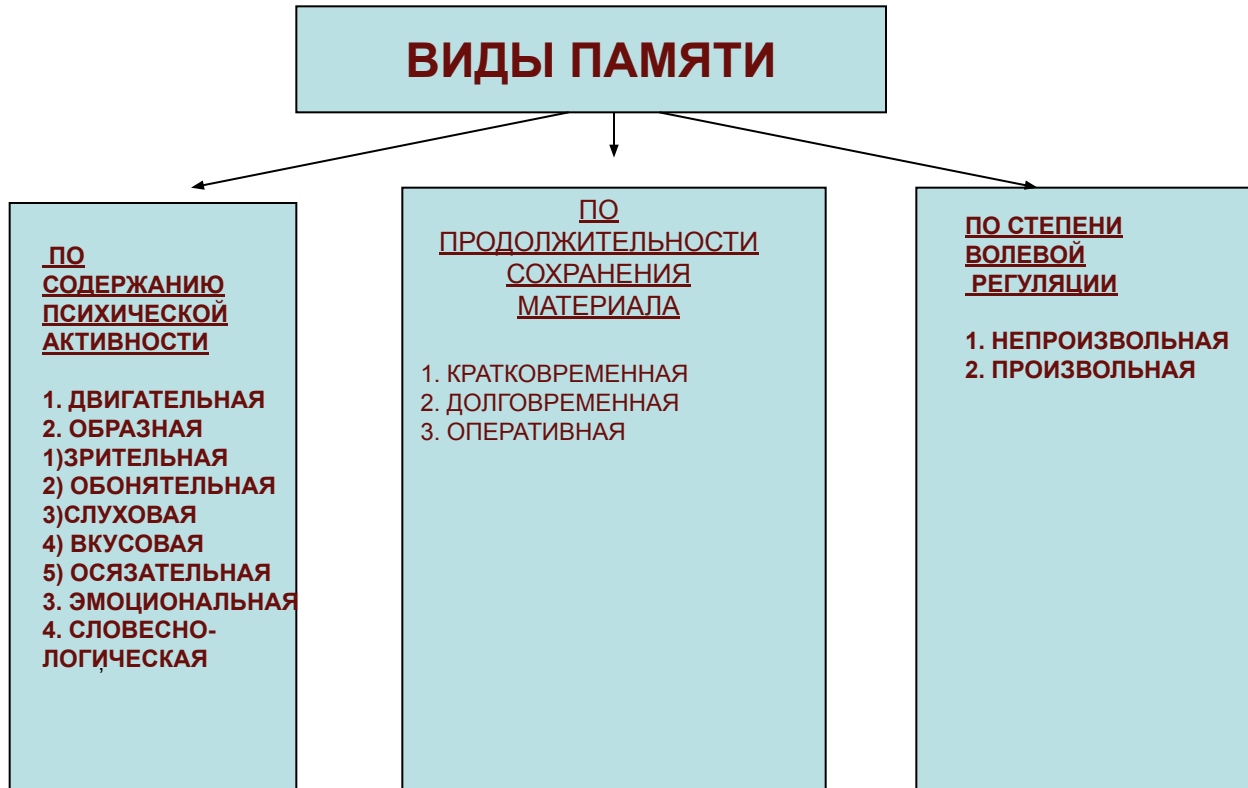 ВИДЫ ПАМЯТИ
ПО
СОДЕРЖАНИЮ
ПСИХИЧЕСКОЙ
АКТИВНОСТИ
1. ДВИГАТЕЛЬНАЯ
2. ОБРАЗНАЯ
1)ЗРИТЕЛЬНАЯ
2) ОБОНЯТЕЛЬНАЯ
3)СЛУХОВАЯ
4) ВКУСОВАЯ
5) ОСЯЗАТЕЛЬНАЯ
3. ЭМОЦИОНАЛЬНАЯ
4. СЛОВЕСНО-
ЛОГИЧЕСКАЯ
,
ПО
ПРОДОЛЖИТЕЛЬНОСТИ
СОХРАНЕНИЯ
МАТЕРИАЛА
1. КРАТКОВРЕМЕННАЯ
2. ДОЛГОВРЕМЕННАЯ
3. ОПЕРАТИВНАЯ
ПО СТЕПЕНИ
ВОЛЕВОЙ
РЕГУЛЯЦИИ
1. НЕПРОИЗВОЛЬНАЯ
2. ПРОИЗВОЛЬНАЯ